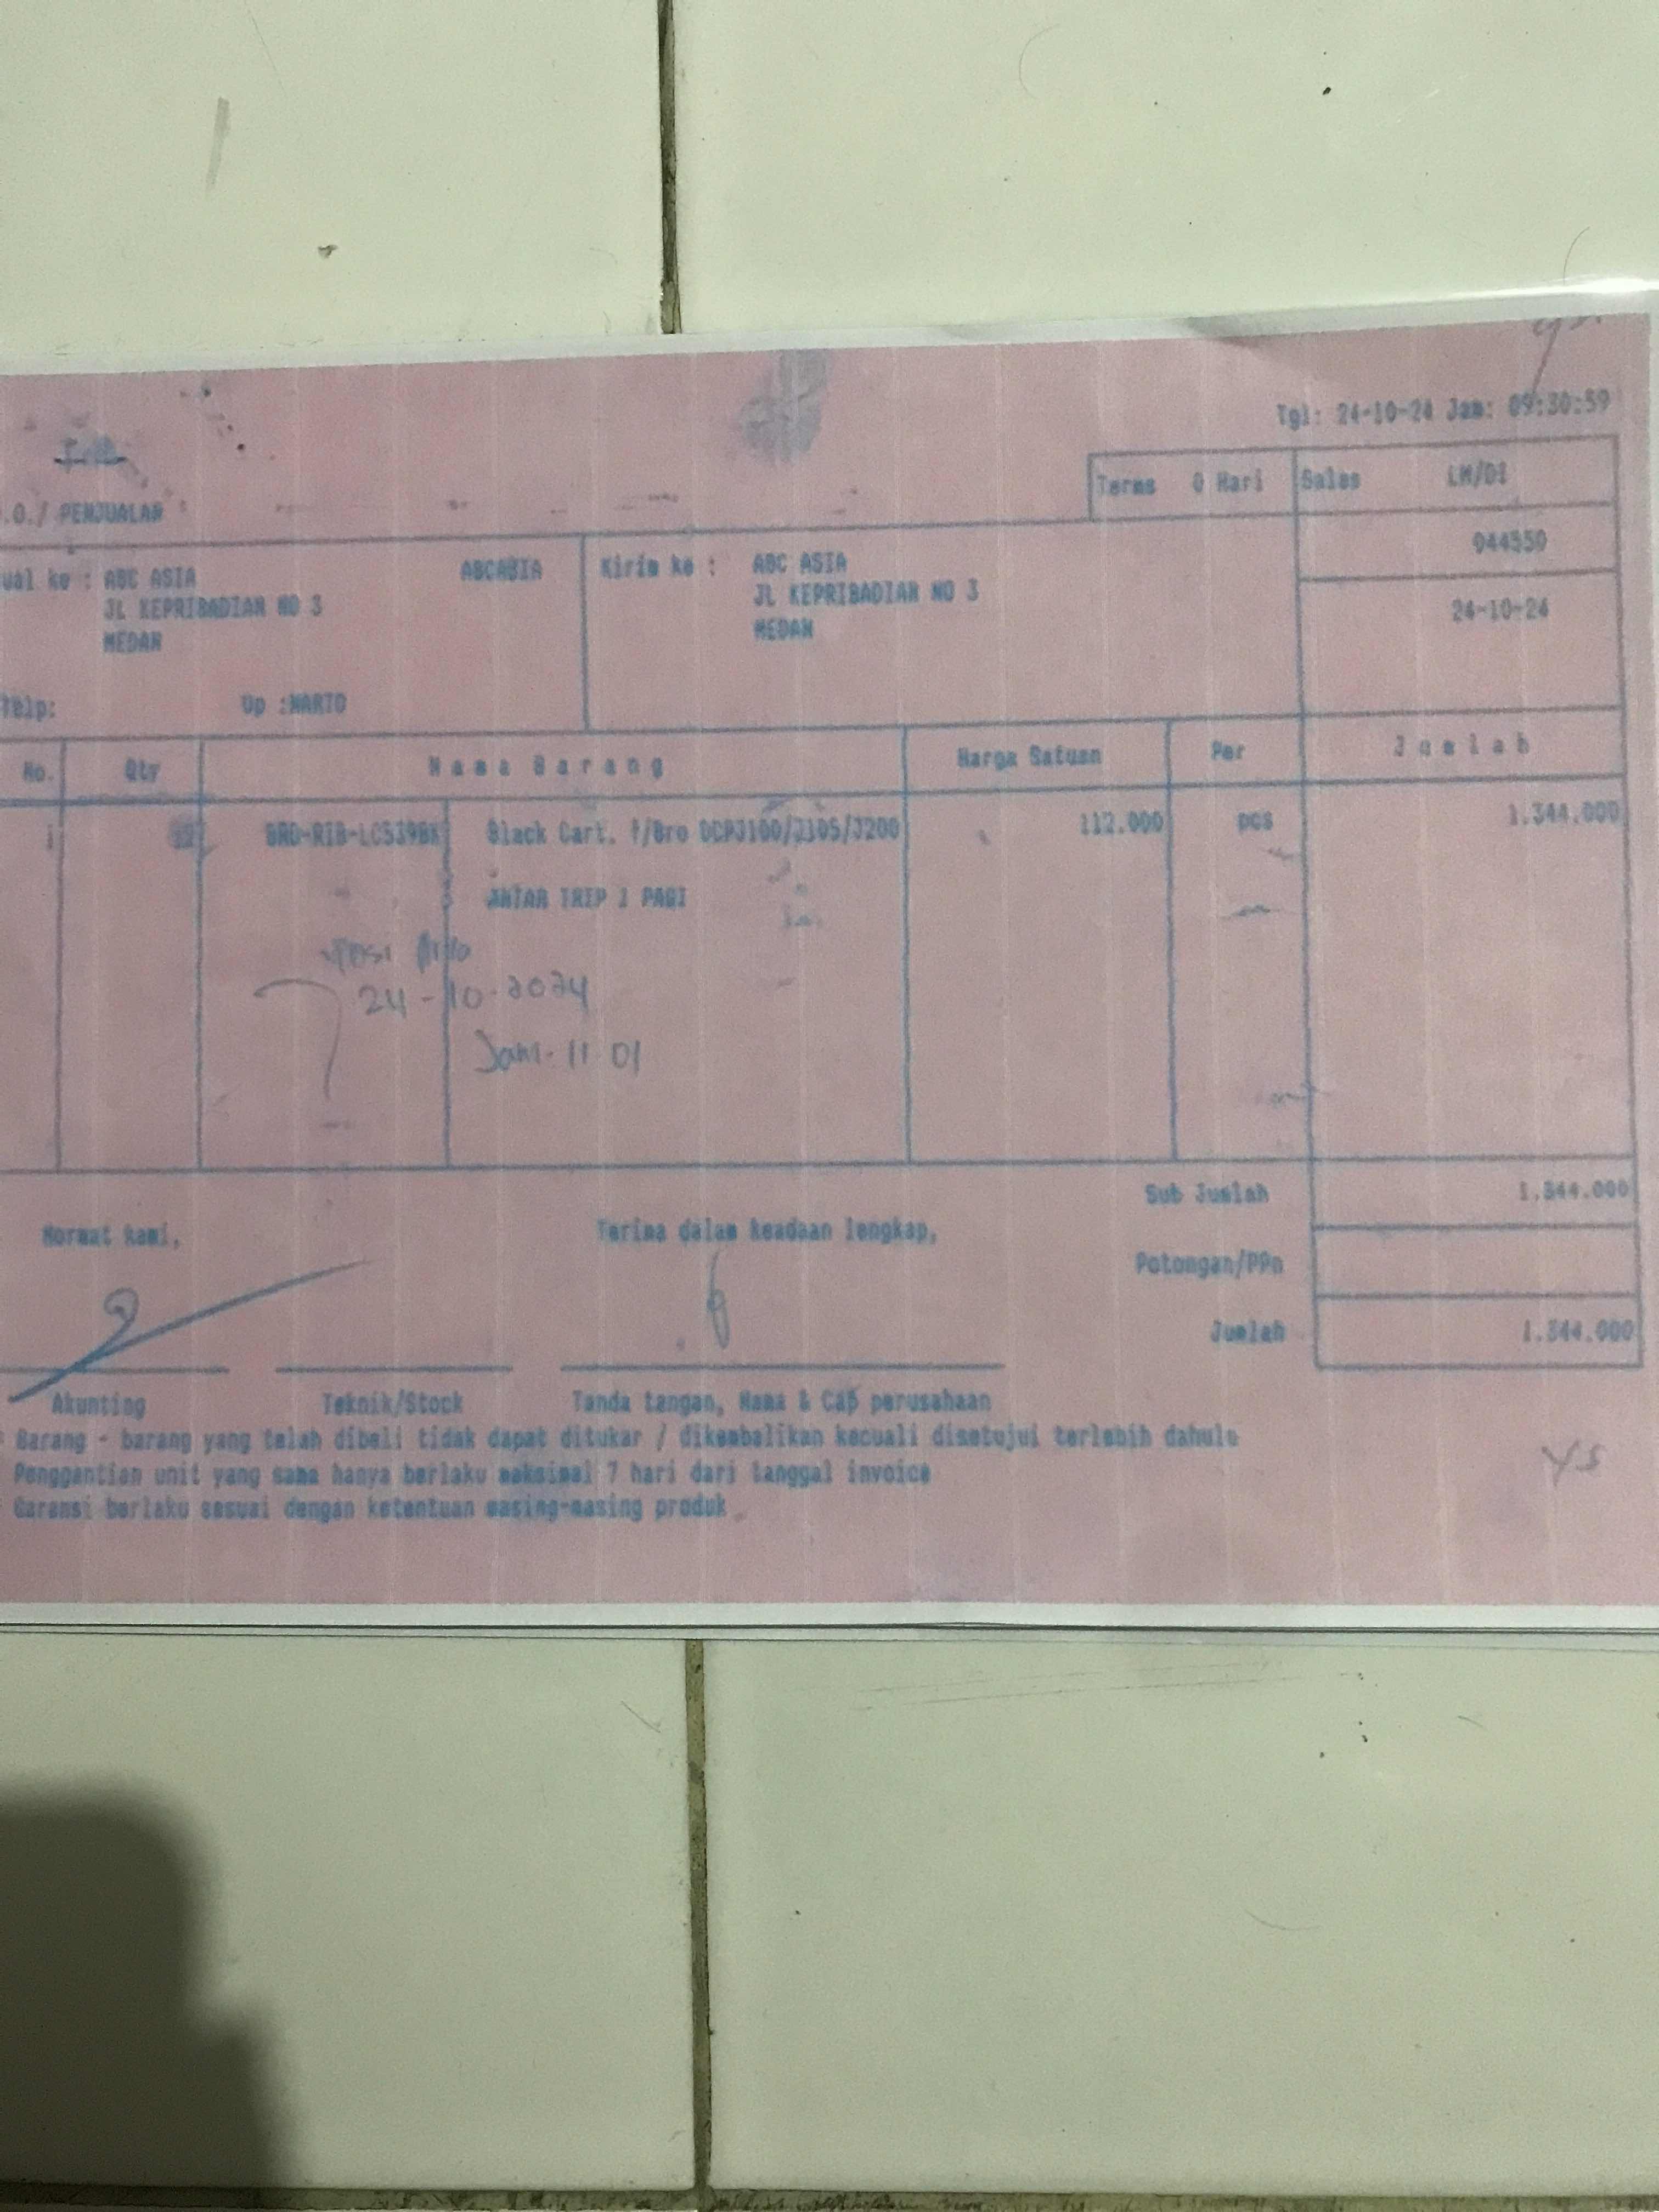 Tgl: 24-10-24 Jam: 09:30:59
Terms 0 Hari Sales LM/01
.O./ PENJUALAN
944550
ual ke : ABC ASIA ABCASIA Kirim ke : ABC ASIA
JL KEPRIBADIAN NO 3 JL KEPRIBADIAN NO 3 24-10-24
MEDAN MEDAN
Telp: Up :MARTO
No. Qty Nama Barang Harga Satuan Per Jumlah
1 BRO-RIB-LC539BK Black Cart. f/Bro DCPJ100/J105/J200 112.000 pcs 1.344.000
ANTAR TRIP 1 PAGI
24-10-2024
Jam. 11 01
Sub Jumlah 1.344.000
Hormat kami, Terima dalam keadaan lengkap,
Potongan/PPn
Jumlah 1.344.000
Akunting Teknik/Stock Tanda tangan, Nama & Cap perusahaan
Barang - barang yang telah dibeli tidak dapat ditukar / dikembalikan kecuali disetujui terlebih dahulu
Penggantian unit yang sama hanya berlaku maksimal 7 hari dari tanggal invoice
Garansi berlaku sesuai dengan ketentuan masing-masing produk
YS